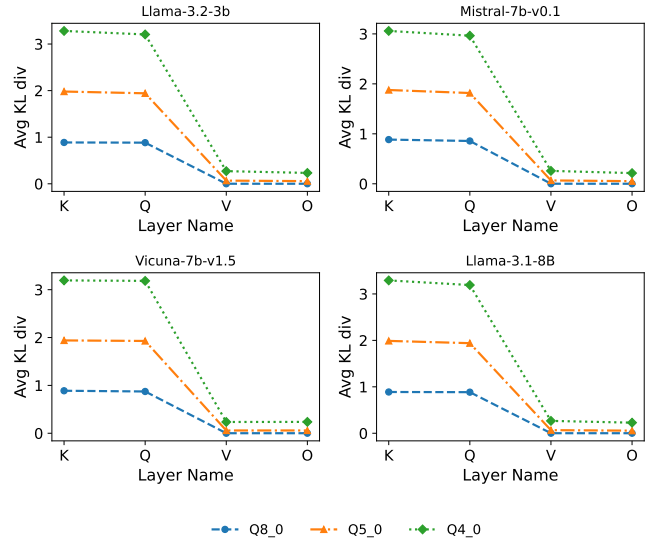 Llama-3.2-3b
Mistral-7b-v0.1
Avg KL div
3
2
1
0
K Q V O
Layer Name
Avg KL div
3
2
1
0
K Q V O
Layer Name
Vicuna-7b-v1.5
Llama-3.1-8B
Avg KL div
3
2
1
0
K Q V O
Layer Name
Avg KL div
3
2
1
0
K Q V O
Layer Name
Q8_0 Q5_0 Q4_0